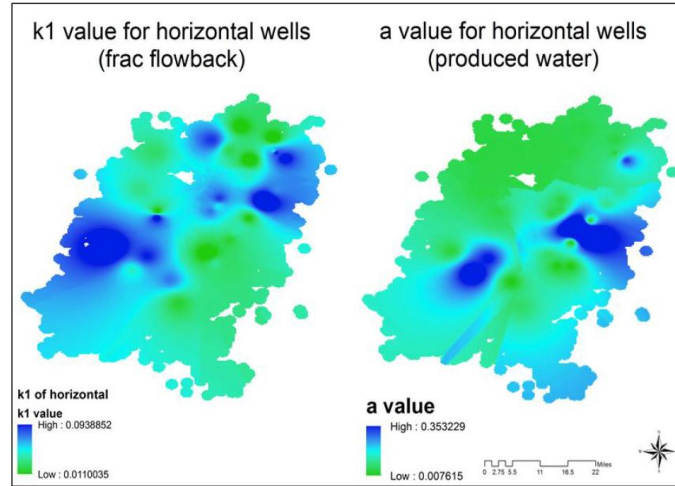 k1 value for horizontal wells
(frac flowback)
a value for horizontal wells
(produced water)
k1 of horizontal
k1 value
High : 0.0938852
Low : 0.0110035
a value
High : 0.353229
Low : 0.007615
0 2.75 5.5 11 16.5 22
Miles